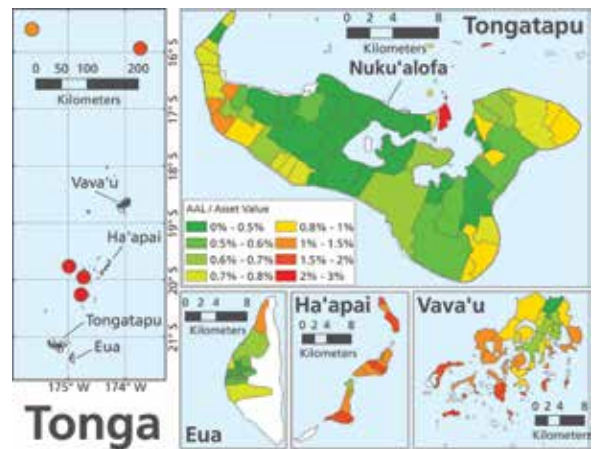 0 50 100 200
Kilometers
16° S
17° S
18° S
19° S
20° S
21° S
Vava'u
Ha'apai
Tongatapu
Eua
175° W 174° W
Tonga
Tongatapu
0 2 4 8
Kilometers
Nuku'alofa
AAL / Asset Value
0% - 0.5%
0.5% - 0.6%
0.6% - 0.7%
0.7% - 0.8%
0.8% - 1%
1% - 1.5%
1.5% - 2%
2% - 3%
0 2 4 8
Kilometers
Eua
Ha'apai
0 2 4 8
Kilometers
Vava'u
0 2 4 8
Kilometers